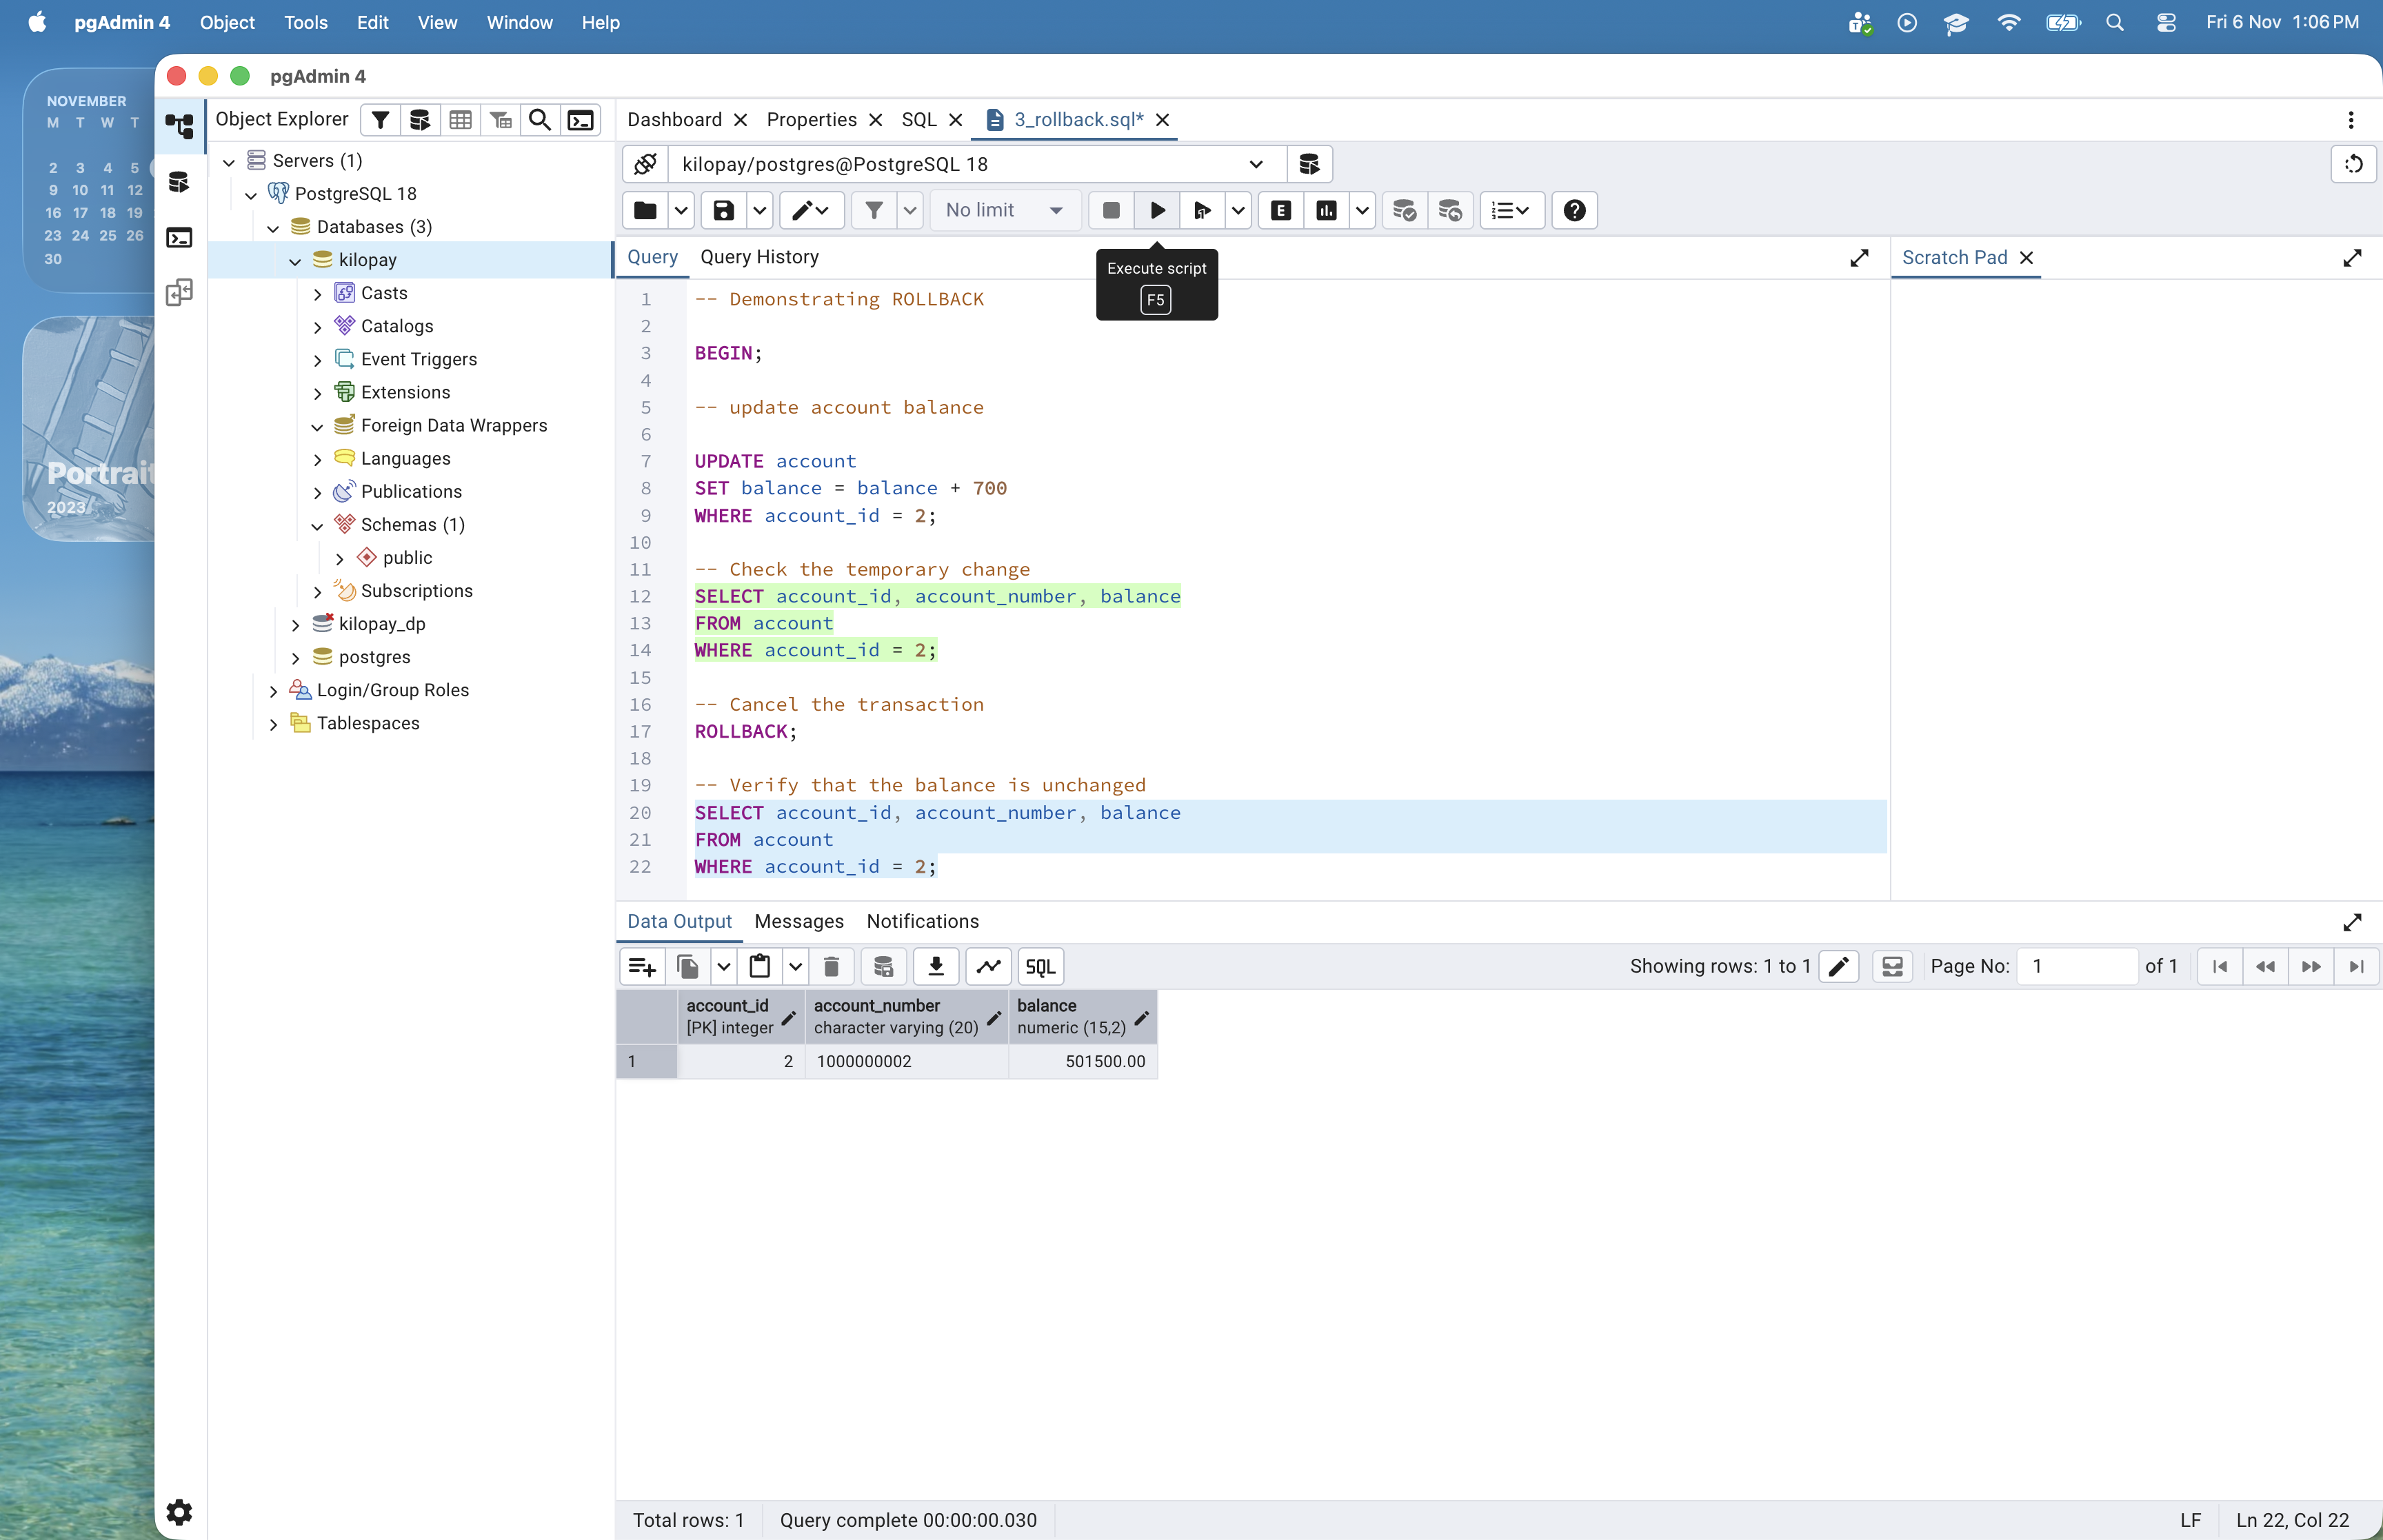 pgAdmin 4 Object Tools Edit View Window Help
Fri 6 Nov 1:06 PM
NOVEMBER
M T W T
2 3 4 5
9 10 11 12
16 17 18 19
23 24 25 26
30
2023
pgAdmin 4
Object Explorer
Servers (1)
PostgreSQL 18
Databases (3)
kilopay
Casts
Catalogs
Event Triggers
Extensions
Foreign Data Wrappers
Languages
Publications
Schemas (1)
public
Subscriptions
kilopay_dp
postgres
Login/Group Roles
Tablespaces
Dashboard Properties SQL 3_rollback.sql*
kilopay/postgres@PostgreSQL 18
No limit
E
Query Query History
Execute script
F5
Scratch Pad
1 -- Demonstrating ROLLBACK
2
3 BEGIN;
4
5 -- update account balance
6
7 UPDATE account
8 SET balance = balance + 700
9 WHERE account_id = 2;
10
11 -- Check the temporary change
12 SELECT account_id, account_number, balance
13 FROM account
14 WHERE account_id = 2;
15
16 -- Cancel the transaction
17 ROLLBACK;
18
19 -- Verify that the balance is unchanged
20 SELECT account_id, account_number, balance
21 FROM account
22 WHERE account_id = 2;
Data Output Messages Notifications
SQL
Showing rows: 1 to 1
Page No: 1 of 1
account_id account_number balance
[PK] integer character varying (20) numeric (15,2)
1 2 1000000002 501500.00
Total rows: 1 Query complete 00:00:00.030
LF Ln 22, Col 22